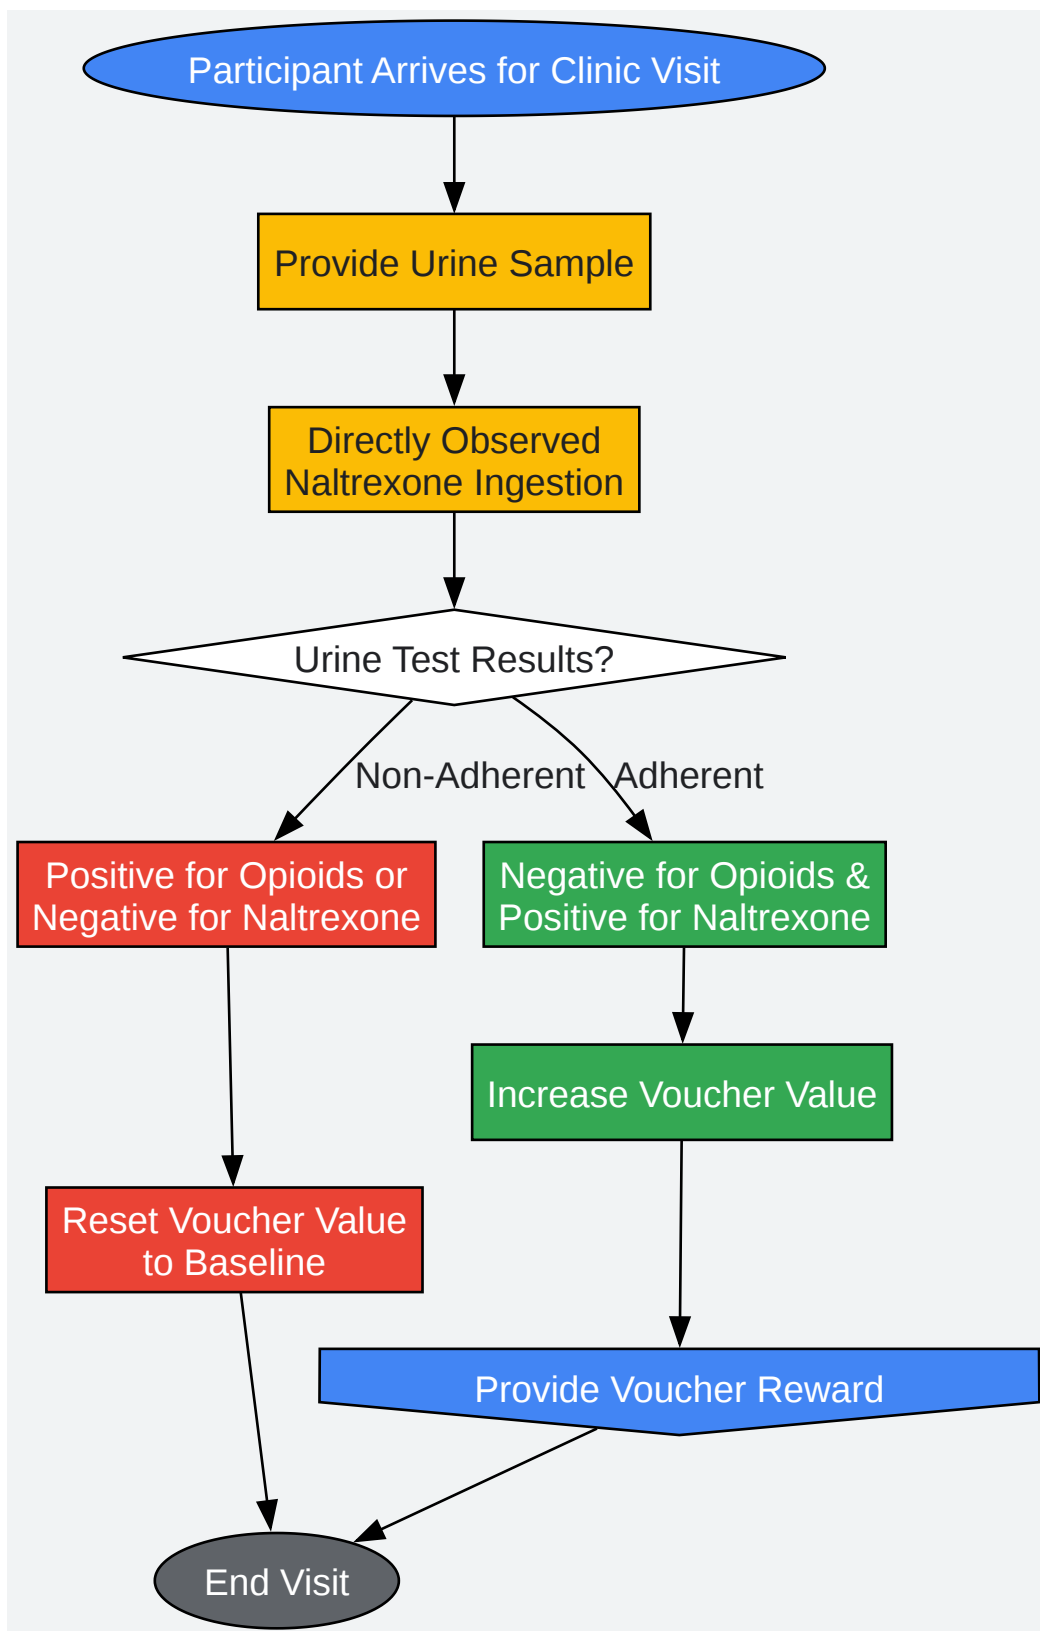 Participant Arrives for Clinic Visit
Provide Urine Sample
Directly Observed
Naltrexone Ingestion
Urine Test Results?
Non-Adherent
Adherent
Positive for Opioids or
Negative for Naltrexone
Negative for Opioids &
Positive for Naltrexone
Increase Voucher Value
Reset Voucher Value
to Baseline
Provide Voucher Reward
End Visit